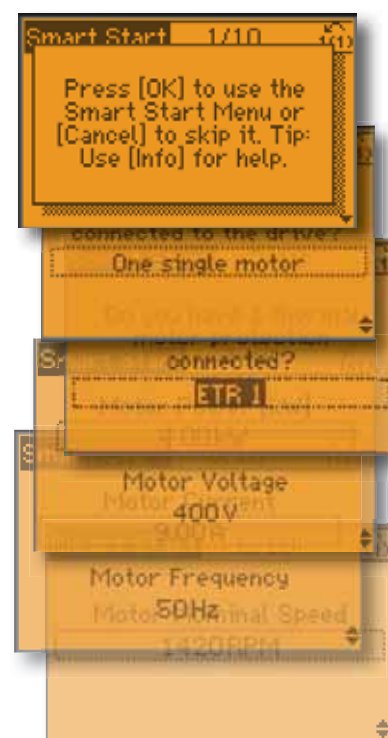 Smart Start 1/10 1(1)
Press [OK] to use the
Smart Start Menu or
[Cancel] to skip it. Tip:
Use [Info] for help.
connected to the drive?
One single motor
motor protection
connected?
ETR 1
Motor Voltage
Motor Current
400V
9.00A
Motor Frequency
50Hz
Motor Nominal Speed
1420RPM